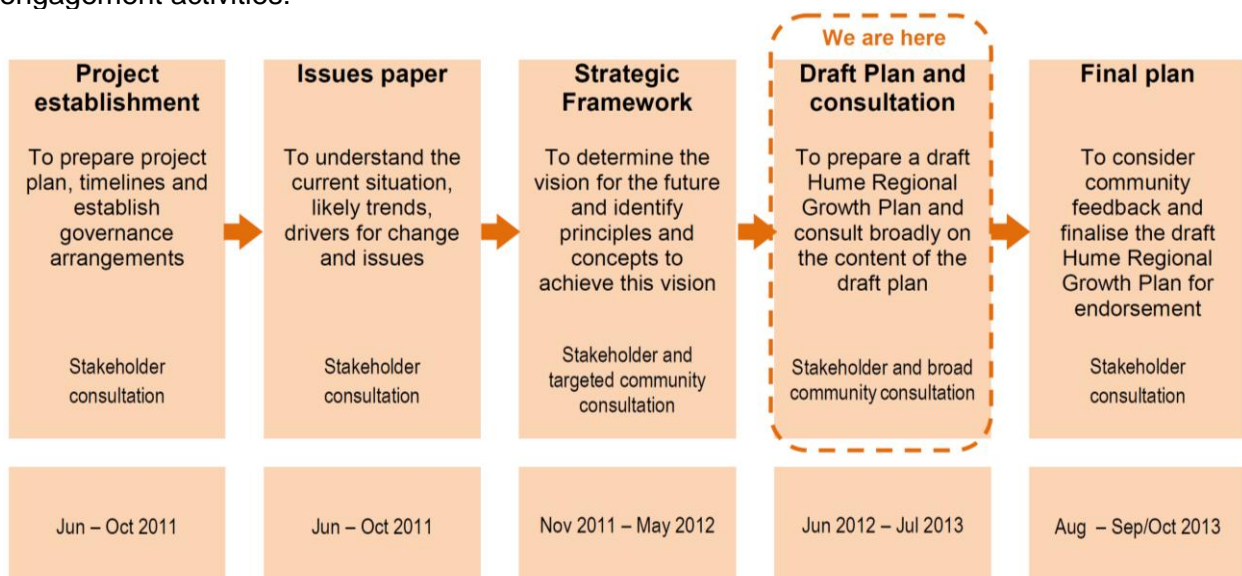 engagement activities.
We are here
Project
establishment
To prepare project
plan, timelines and
establish
governance
arrangements
Stakeholder
consultation
Jun – Oct 2011
Issues paper
To understand the
current situation,
likely trends,
drivers for change
and issues
Stakeholder
consultation
Jun – Oct 2011
Strategic
Framework
To determine the
vision for the future
and identify
principles and
concepts to
achieve this vision
Stakeholder and
targeted community
consultation
Nov 2011 – May 2012
Draft Plan and
consultation
To prepare a draft
Hume Regional
Growth Plan and
consult broadly on
the content of the
draft plan
Stakeholder and broad
community consultation
Jun 2012 – Jul 2013
Final plan
To consider
community
feedback and
finalise the draft
Hume Regional
Growth Plan for
endorsement
Stakeholder
consultation
Aug – Sep/Oct 2013